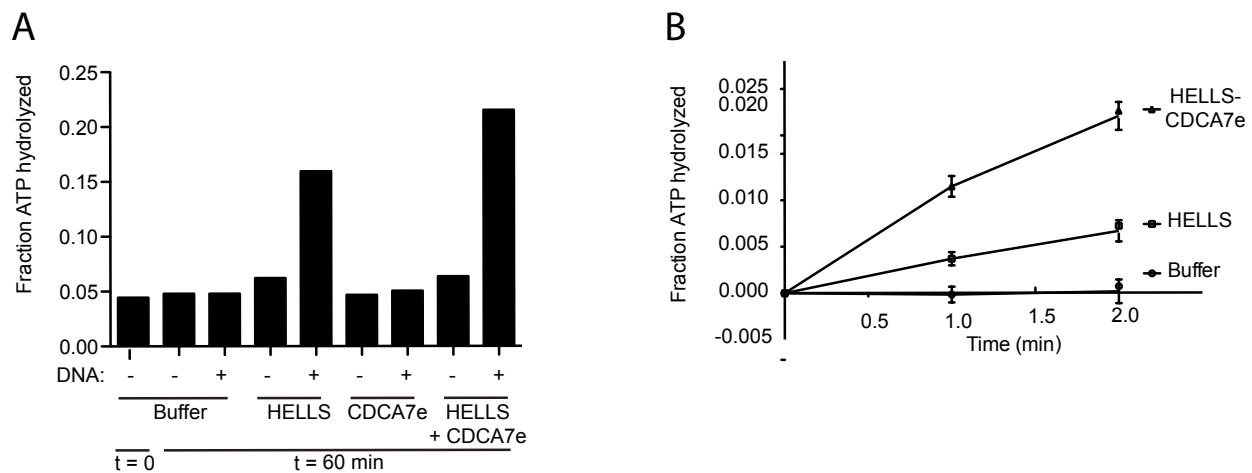 A
Fraction ATP hydrolyzed
0.25
0.20
0.15
0.10
0.05
0.00
DNA: - - + - + - + - +
Buffer HELLS CDCA7e HELLS
+ CDCA7e
t = 0 t = 60 min
B
Fraction ATP hydrolyzed
0.025
0.020
0.015
0.010
0.005
0.000
-0.005
-
0.5 1.0 1.5 2.0
Time (min)
HELLS-
CDCA7e
HELLS
Buffer